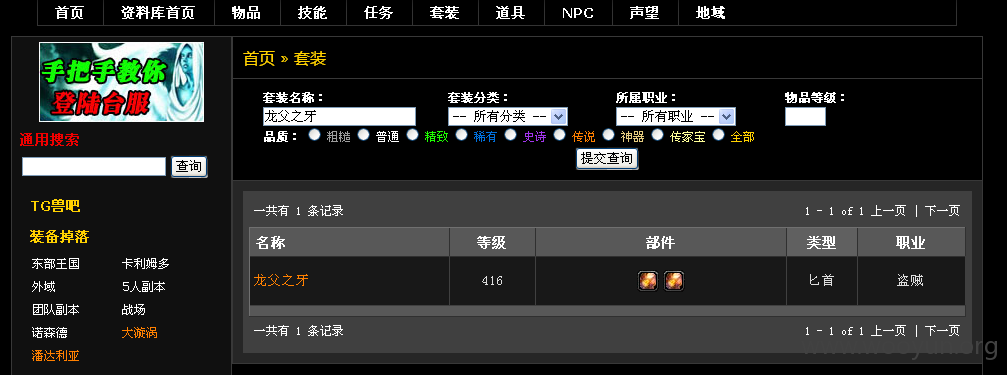 首页 资料库首页 物品 技能 任务 套装 道具 NPC 声望 地域
手把手教你
登陆台服
通用搜索
查询
TG兽吧
装备掉落
东部王国 卡利姆多
外域 5人副本
团队副本 战场
诺森德 大漩涡
潘达利亚
首页 » 套装
套装名称： 套装分类： 所属职业： 物品等级：
龙父之牙 -- 所有分类 -- -- 所有职业 --
品质： 粗糙 普通 精致 稀有 史诗 传说 神器 传家宝 全部
提交查询
一共有 1 条记录 1 - 1 of 1 上一页 | 下一页
名称 等级 部件 类型 职业
龙父之牙 416 匕首 盗贼
一共有 1 条记录 1 - 1 of 1 上一页 | 下一页
www.wooyun.org